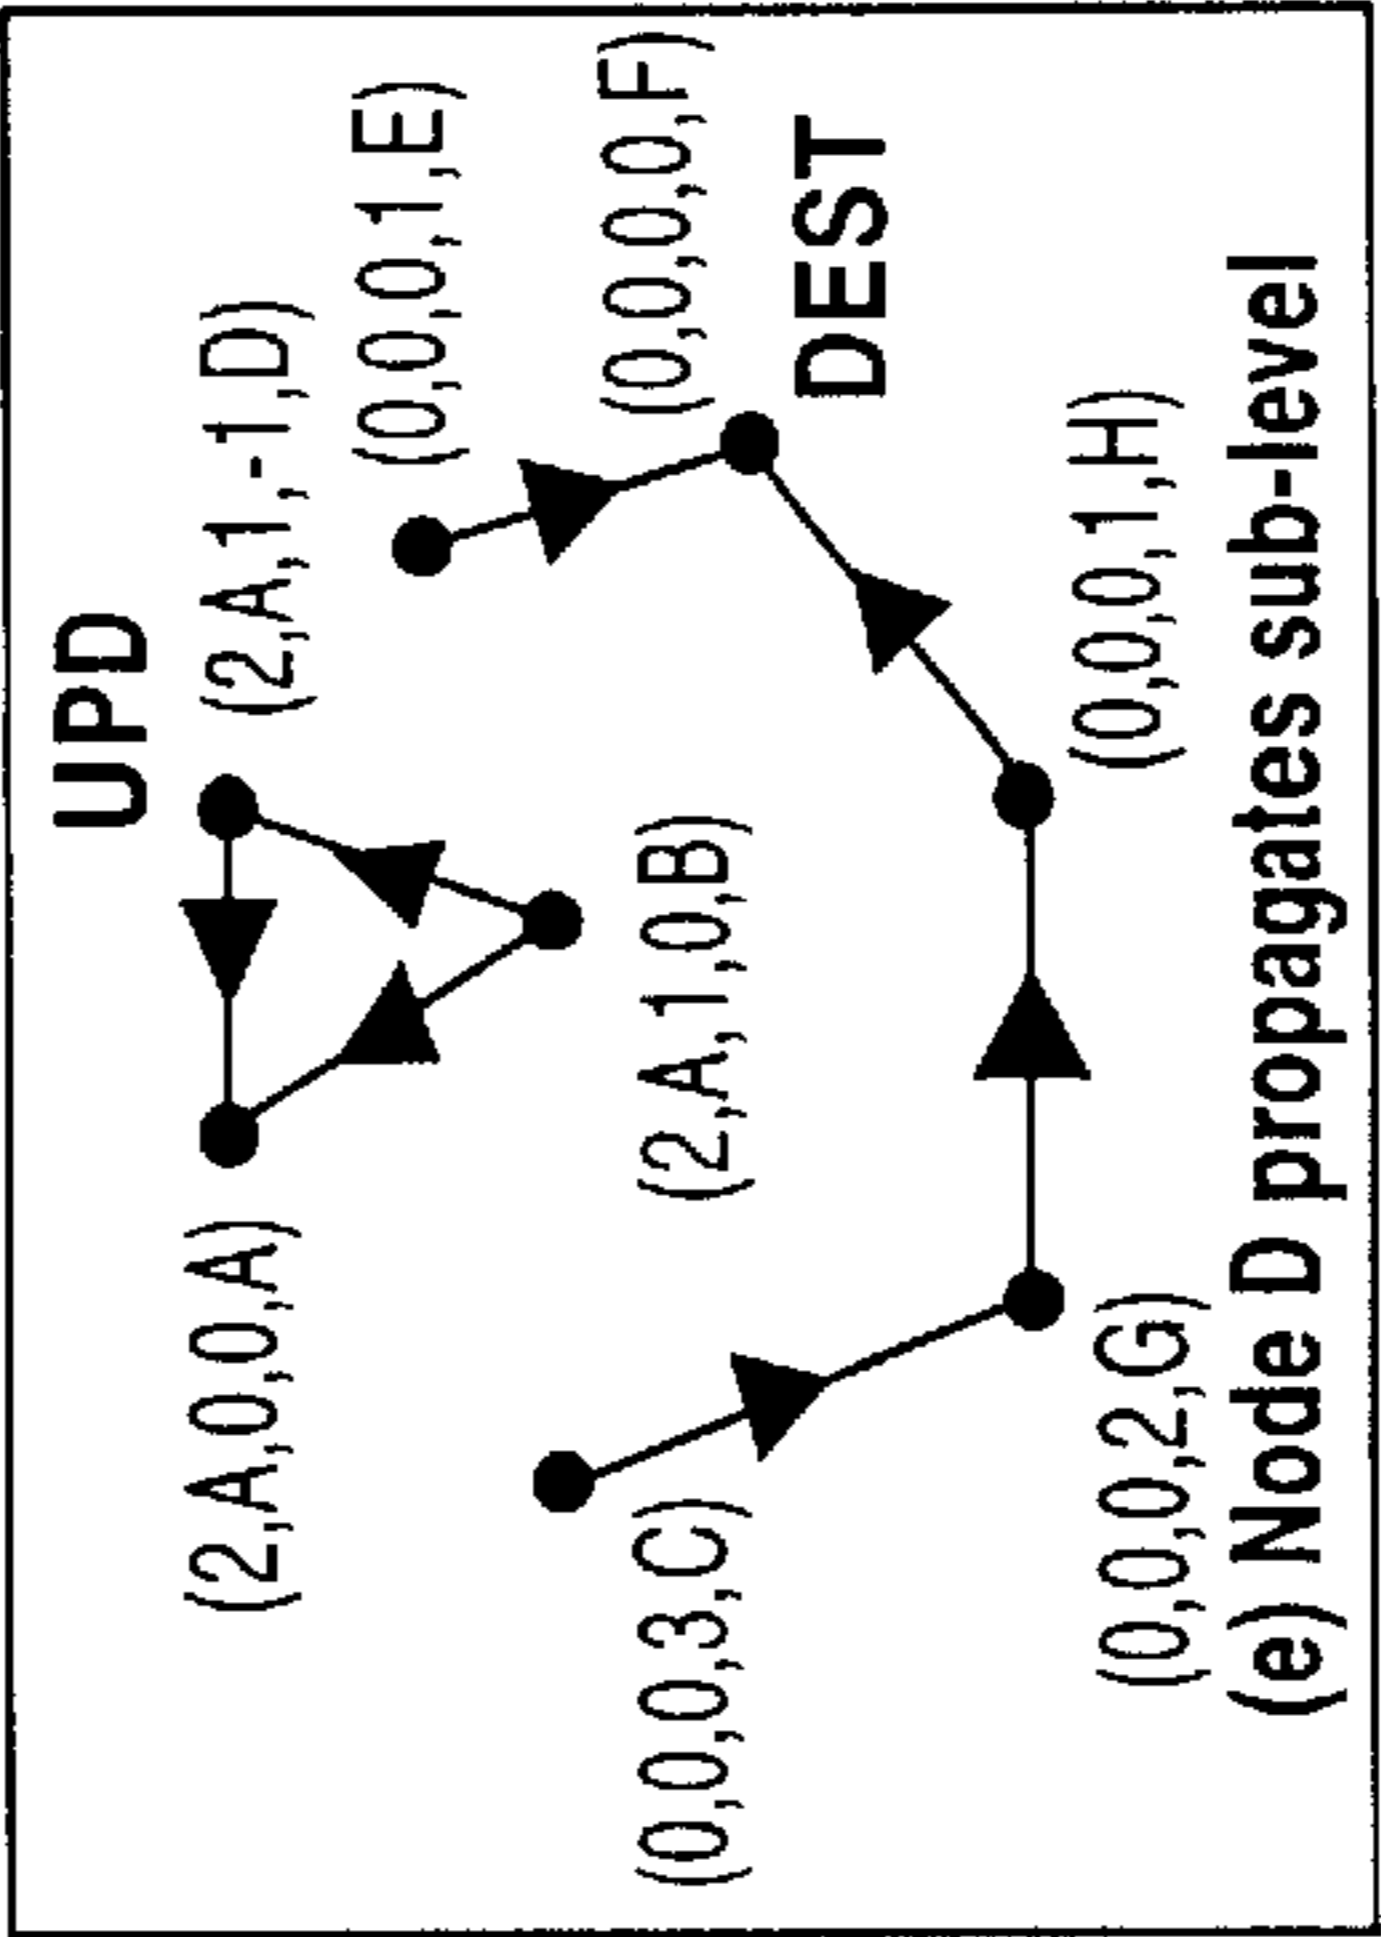 UPD
(2,A,0,0,A)
(2,A,1,-1,D)
(0,0,0,1,E)
(0,0,0,3,C)
(2,A,1,0,B)
(0,0,0,0,F)
DEST
(0,0,0,2,G)
(0,0,0,1,H)
(e) Node D propagates sub-level